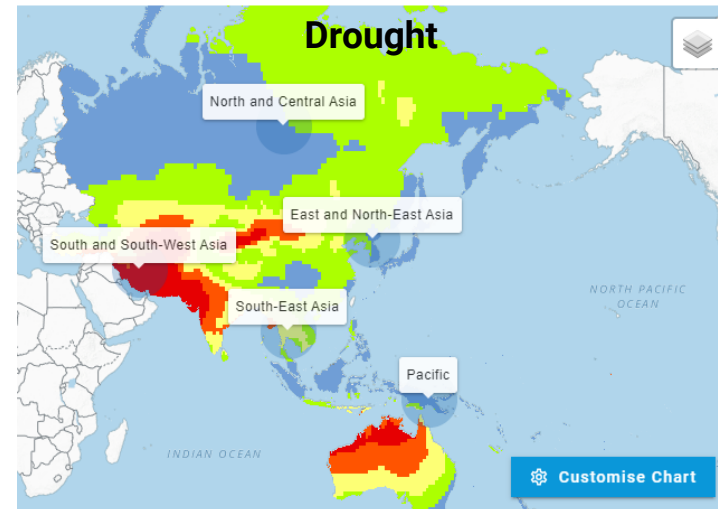 Drought
North and Central Asia
East and North-East Asia
South and South-West Asia
NORTH PACIFIC
OCEAN
South-East Asia
Pacific
INDIAN OCEAN
Customise Chart